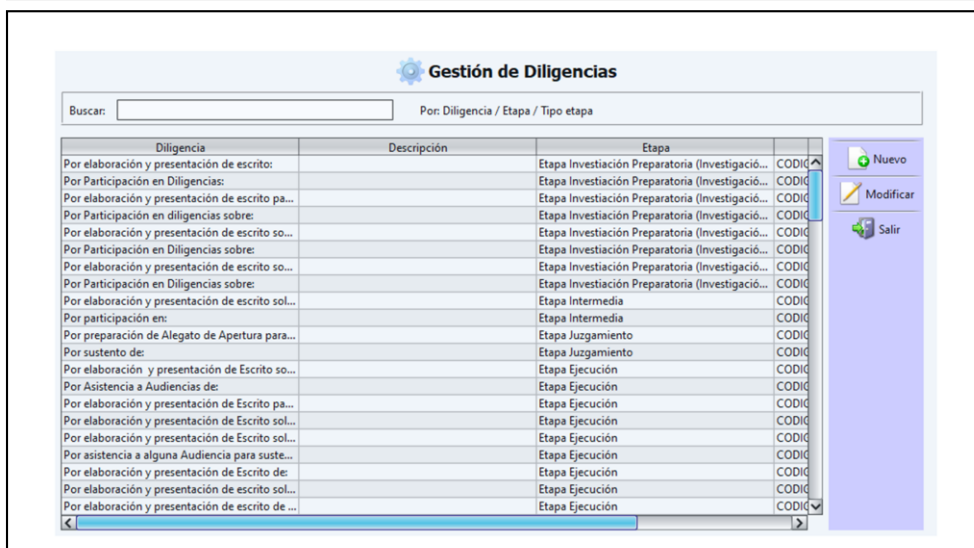 Gestión de Diligencias
Buscar: Por: Diligencia / Etapa / Tipo etapa
Diligencia Descripción Etapa
Por elaboración y presentación de escrito: Etapa Investiación Preparatoria (Investigació... CODIG
Por Participación en Diligencias: Etapa Investiación Preparatoria (Investigació... CODIG
Por elaboración y presentación de escrito pa... Etapa Investiación Preparatoria (Investigació... CODIG
Por Participación en diligencias sobre: Etapa Investiación Preparatoria (Investigació... CODIG
Por elaboración y presentación de escrito so... Etapa Investiación Preparatoria (Investigació... CODIG
Por Participación en Diligencias sobre: Etapa Investiación Preparatoria (Investigació... CODIG
Por elaboración y presentación de escrito so... Etapa Investiación Preparatoria (Investigació... CODIG
Por Participación en Diligencias sobre: Etapa Investiación Preparatoria (Investigació... CODIG
Por elaboración y presentación de escrito sol... Etapa Intermedia CODIG
Por participación en: Etapa Intermedia CODIG
Por preparación de Alegato de Apertura para... Etapa Juzgamiento CODIG
Por sustento de: Etapa Juzgamiento CODIG
Por elaboración y presentación de Escrito so... Etapa Ejecución CODIG
Por Asistencia a Audiencias de: Etapa Ejecución CODIG
Por elaboración y presentación de Escrito pa... Etapa Ejecución CODIG
Por elaboración y presentación de Escrito sol... Etapa Ejecución CODIG
Por elaboración y presentación de Escrito sol... Etapa Ejecución CODIG
Por asistencia a alguna Audiencia para suste... Etapa Ejecución CODIG
Por elaboración y presentación de Escrito de: Etapa Ejecución CODIG
Por elaboración y presentación de escrito sol... Etapa Ejecución CODIG
Por elaboración y presentación de escrito de ... Etapa Ejecución CODIG
Nuevo
Modificar
Salir